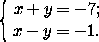 x + y = -7;
x - y = -1.